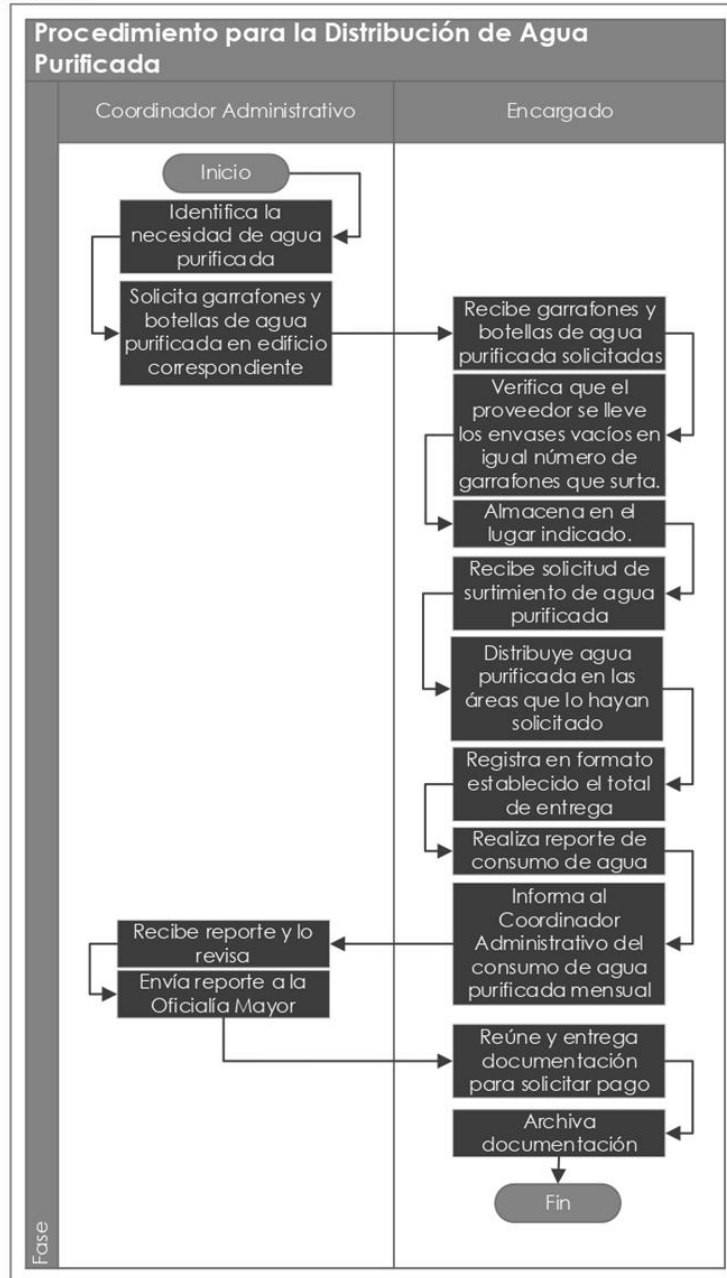 Procedimiento para la Distribución de Agua
Purificada
Coordinador Administrativo
Encargado
Inicio
Identifica la
necesidad de agua
purificada
Solicita garrafones y
botellas de agua
purificada en edificio
correspondiente
Recibe garrafones y
botellas de agua
purificada solicitadas
Verifica que el
proveedor se lleve
los envases vacíos en
igual número de
garrafones que surta.
Almacena en el
lugar indicado.
Recibe solicitud de
surtimiento de agua
purificada
Distribuye agua
purificada en las
áreas que lo hayan
solicitado
Registra en formato
establecido el total
de entrega
Realiza reporte de
consumo de agua
Informa al
Coordinador
Administrativo del
consumo de agua
purificada mensual
Recibe reporte y lo
revisa
Envía reporte a la
Oficialía Mayor
Reúne y entrega
documentación
para solicitar pago
Archiva
documentación
Fin
Fase